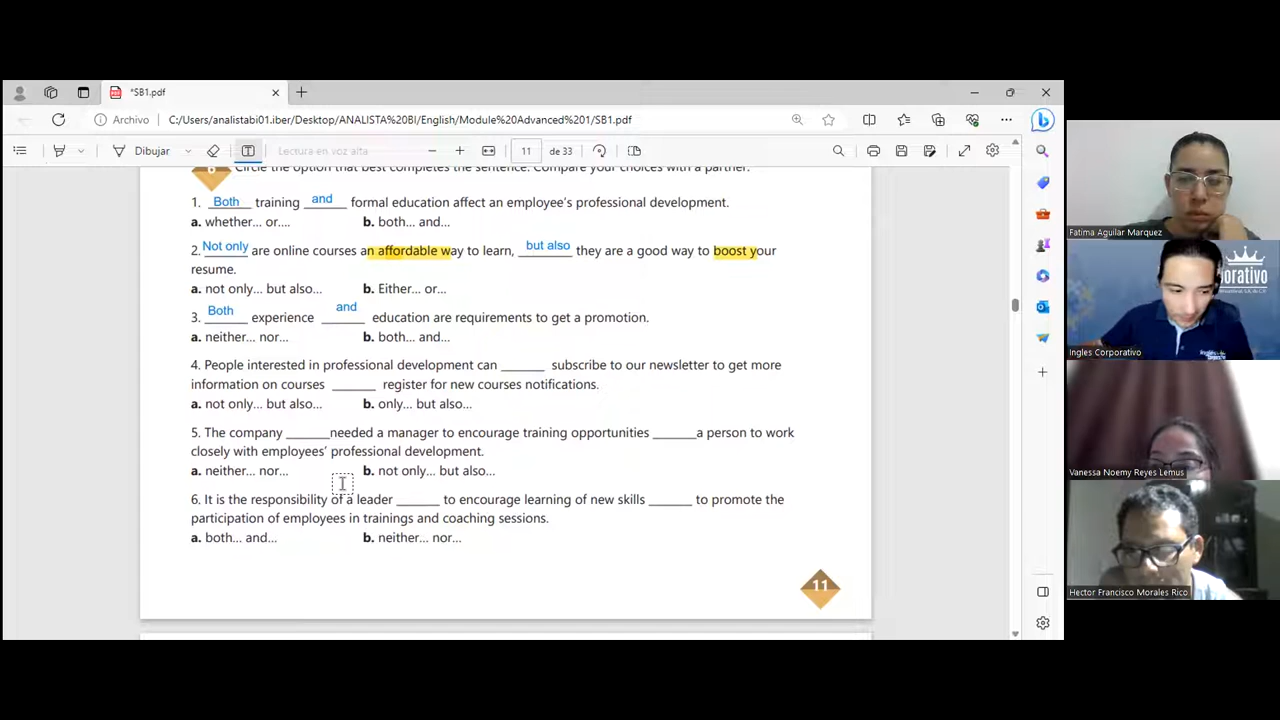 *SB1.pdf
Archivo
C:/Users/analistabi01.iber/Desktop/ANALISTA%20BI/English/Module%20Advanced%201/SB1.pdf
Dibujar
Lectura en voz alta
11
de 33
Circle the option that best completes the sentence. Compare your choices with a partner.
1. Both training and formal education affect an employee's professional development.
a. whether... or.... b. both... and...
2. Not only are online courses an affordable way to learn, but also they are a good way to boost your
resume.
a. not only... but also... b. Either... or...
3. Both experience and education are requirements to get a promotion.
a. neither... nor... b. both... and...
4. People interested in professional development can ______ subscribe to our newsletter to get more
information on courses ______ register for new courses notifications.
a. not only... but also... b. only... but also...
5. The company ______needed a manager to encourage training opportunities ______a person to work
closely with employees' professional development.
a. neither... nor... b. not only... but also...
6. It is the responsibility of a leader ______ to encourage learning of new skills ______ to promote the
participation of employees in trainings and coaching sessions.
a. both... and... b. neither... nor...
11
Fatima Aguilar Marquez
orativo
Ingles Corporativo
Vanessa Noemy Reyes Lemus
Hector Francisco Morales Rico